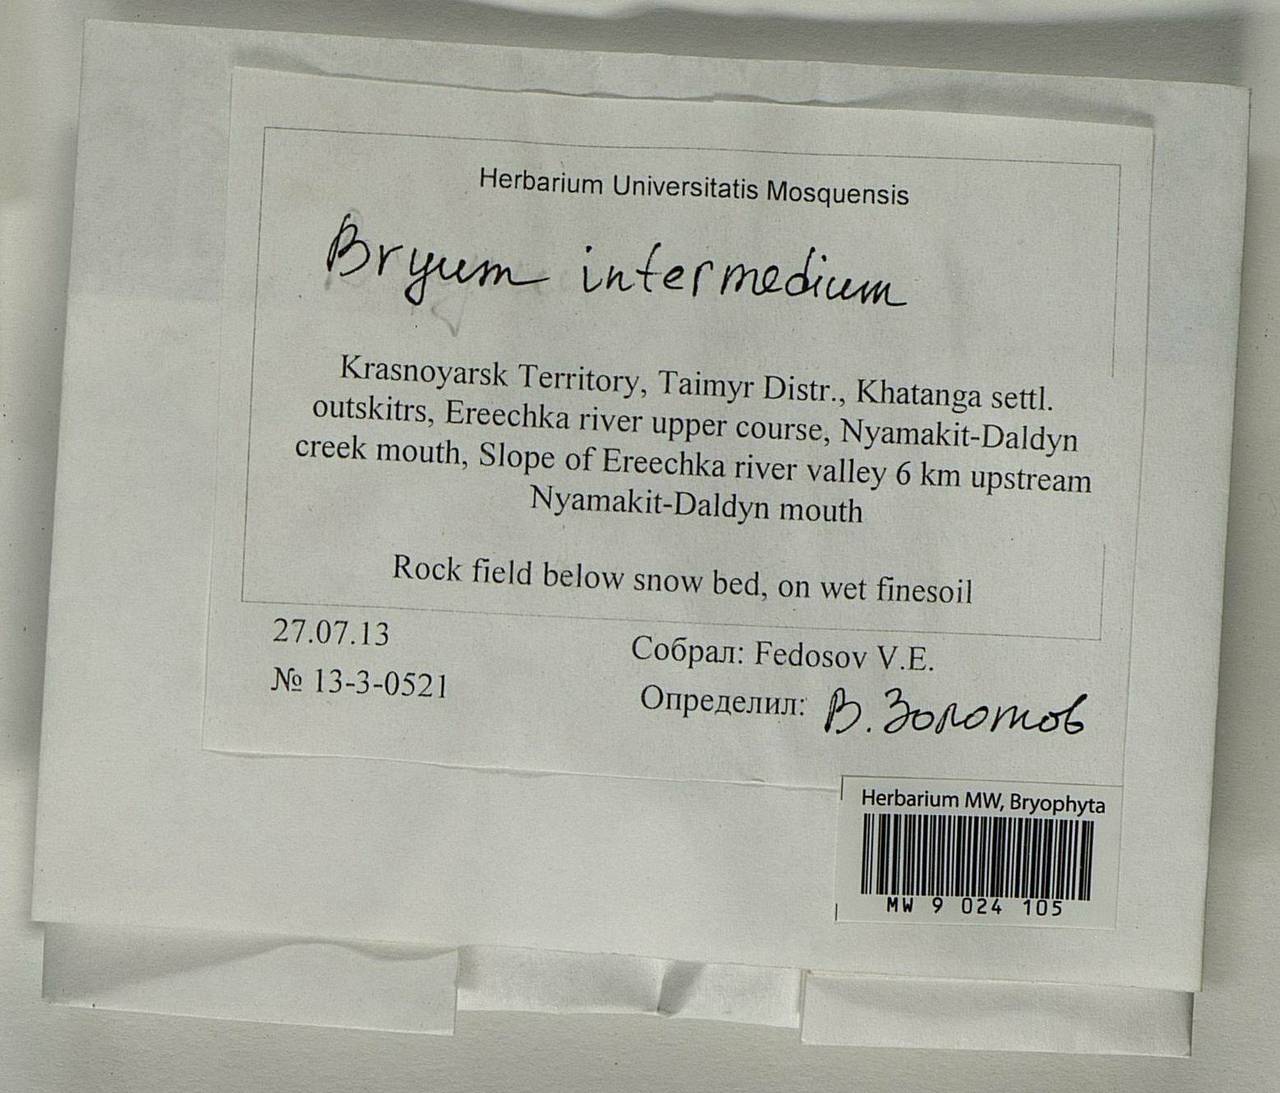 Herbarium Universitatis Mosquensis
Bryum intermedium
Krasnoyarsk Territory, Taimyr Distr., Khatanga settl.
outskitrs, Ereechka river upper course, Nyamakit-Daldyn
creek mouth, Slope of Ereechka river valley 6 km upstream
Nyamakit-Daldyn mouth
Rock field below snow bed, on wet finesoil
27.07.13
Собрал: Fedosov V.E.
№ 13-3-0521
Определил: В. Золотов
Herbarium MW, Bryophyta
MW 9 024 105